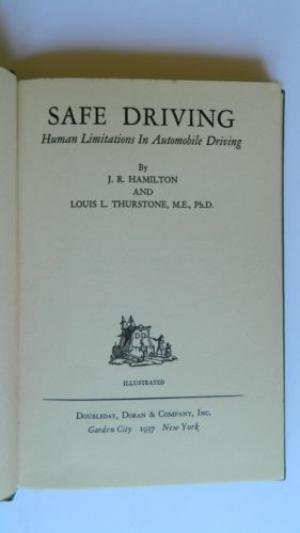 SAFE DRIVING
Human Limitations In Automobile Driving
By
J. R. HAMILTON
AND
LOUIS L. THURSTONE, M.E., Ph.D.
ILLUSTRATED
DOUBLEDAY, DORAN & COMPANY, INC.
Garden City 1937 New York